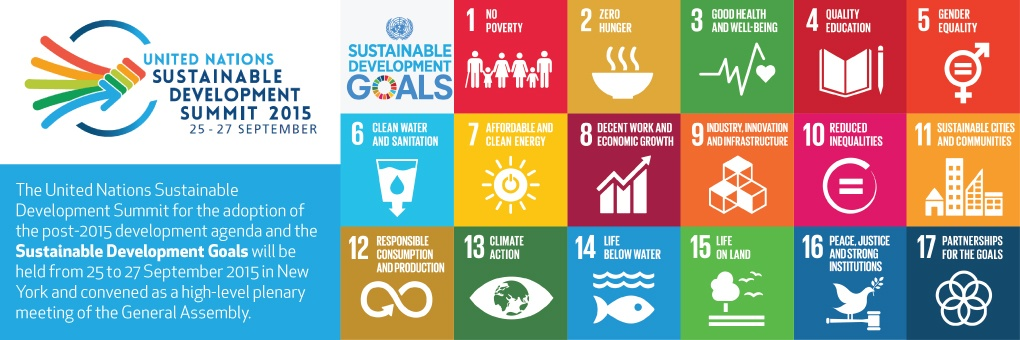 UNITED NATIONS
SUSTAINABLE
DEVELOPMENT
SUMMIT 2015
25 - 27 SEPTEMBER
The United Nations Sustainable
Development Summit for the adoption of
the post-2015 development agenda and the
Sustainable Development Goals will be
held from 25 to 27 September 2015 in New
York and convened as a high-level plenary
meeting of the General Assembly.
SUSTAINABLE
DEVELOPMENT
GOALS
1 NO
POVERTY
2 ZERO
HUNGER
3 GOOD HEALTH
AND WELL-BEING
4 QUALITY
EDUCATION
5 GENDER
EQUALITY
6 CLEAN WATER
AND SANITATION
7 AFFORDABLE AND
CLEAN ENERGY
8 DECENT WORK AND
ECONOMIC GROWTH
9 INDUSTRY, INNOVATION
AND INFRASTRUCTURE
10 REDUCED
INEQUALITIES
11 SUSTAINABLE CITIES
AND COMMUNITIES
12 RESPONSIBLE
CONSUMPTION
AND PRODUCTION
13 CLIMATE
ACTION
14 LIFE
BELOW WATER
15 LIFE
ON LAND
16 PEACE, JUSTICE
AND STRONG
INSTITUTIONS
17 PARTNERSHIPS
FOR THE GOALS